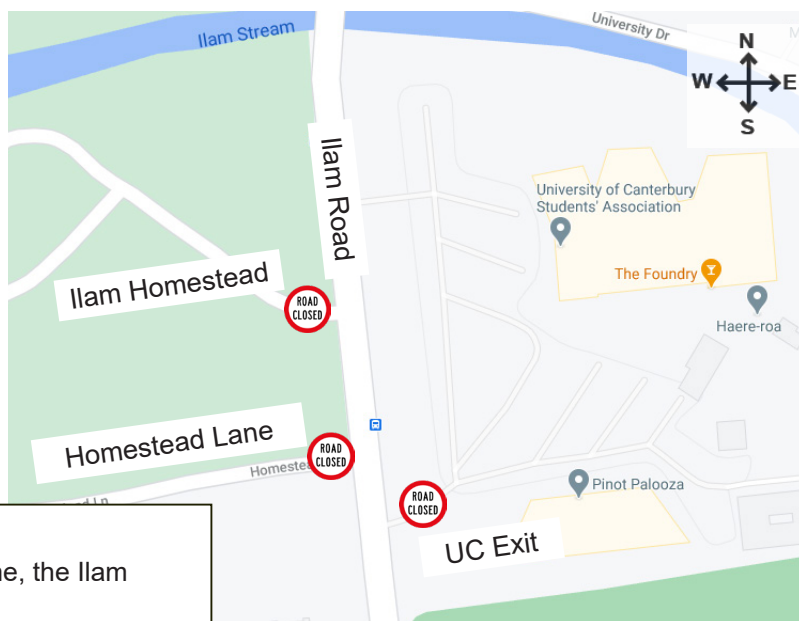 University Dr
Ilam Stream
N
W E
S
Ilam Road
University of Canterbury
Students' Association
The Foundry
Haere-roa
Ilam Homestead
ROAD
CLOSED
Homestead Lane
ROAD
CLOSED
ROAD
CLOSED
Pinot Palooza
UC Exit
Ln
the Ilam